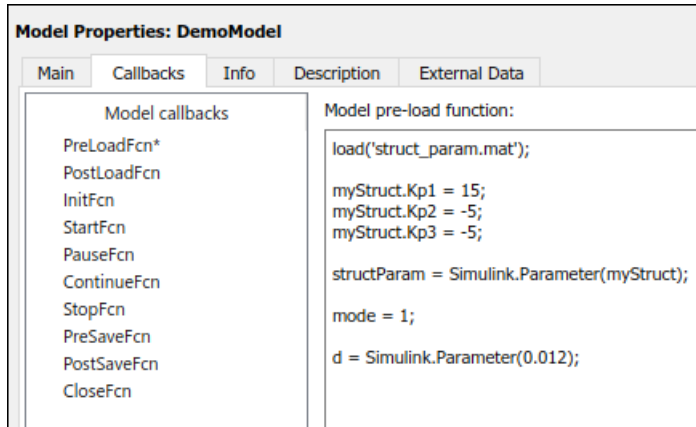 Model Properties: DemoModel
Main Callbacks Info Description External Data
Model callbacks
PreLoadFcn*
PostLoadFcn
InitFcn
StartFcn
PauseFcn
ContinueFcn
StopFcn
PreSaveFcn
PostSaveFcn
CloseFcn
Model pre-load function:
load('struct_param.mat');
myStruct.Kp1 = 15;
myStruct.Kp2 = -5;
myStruct.Kp3 = -5;
structParam = Simulink.Parameter(myStruct);
mode = 1;
d = Simulink.Parameter(0.012);